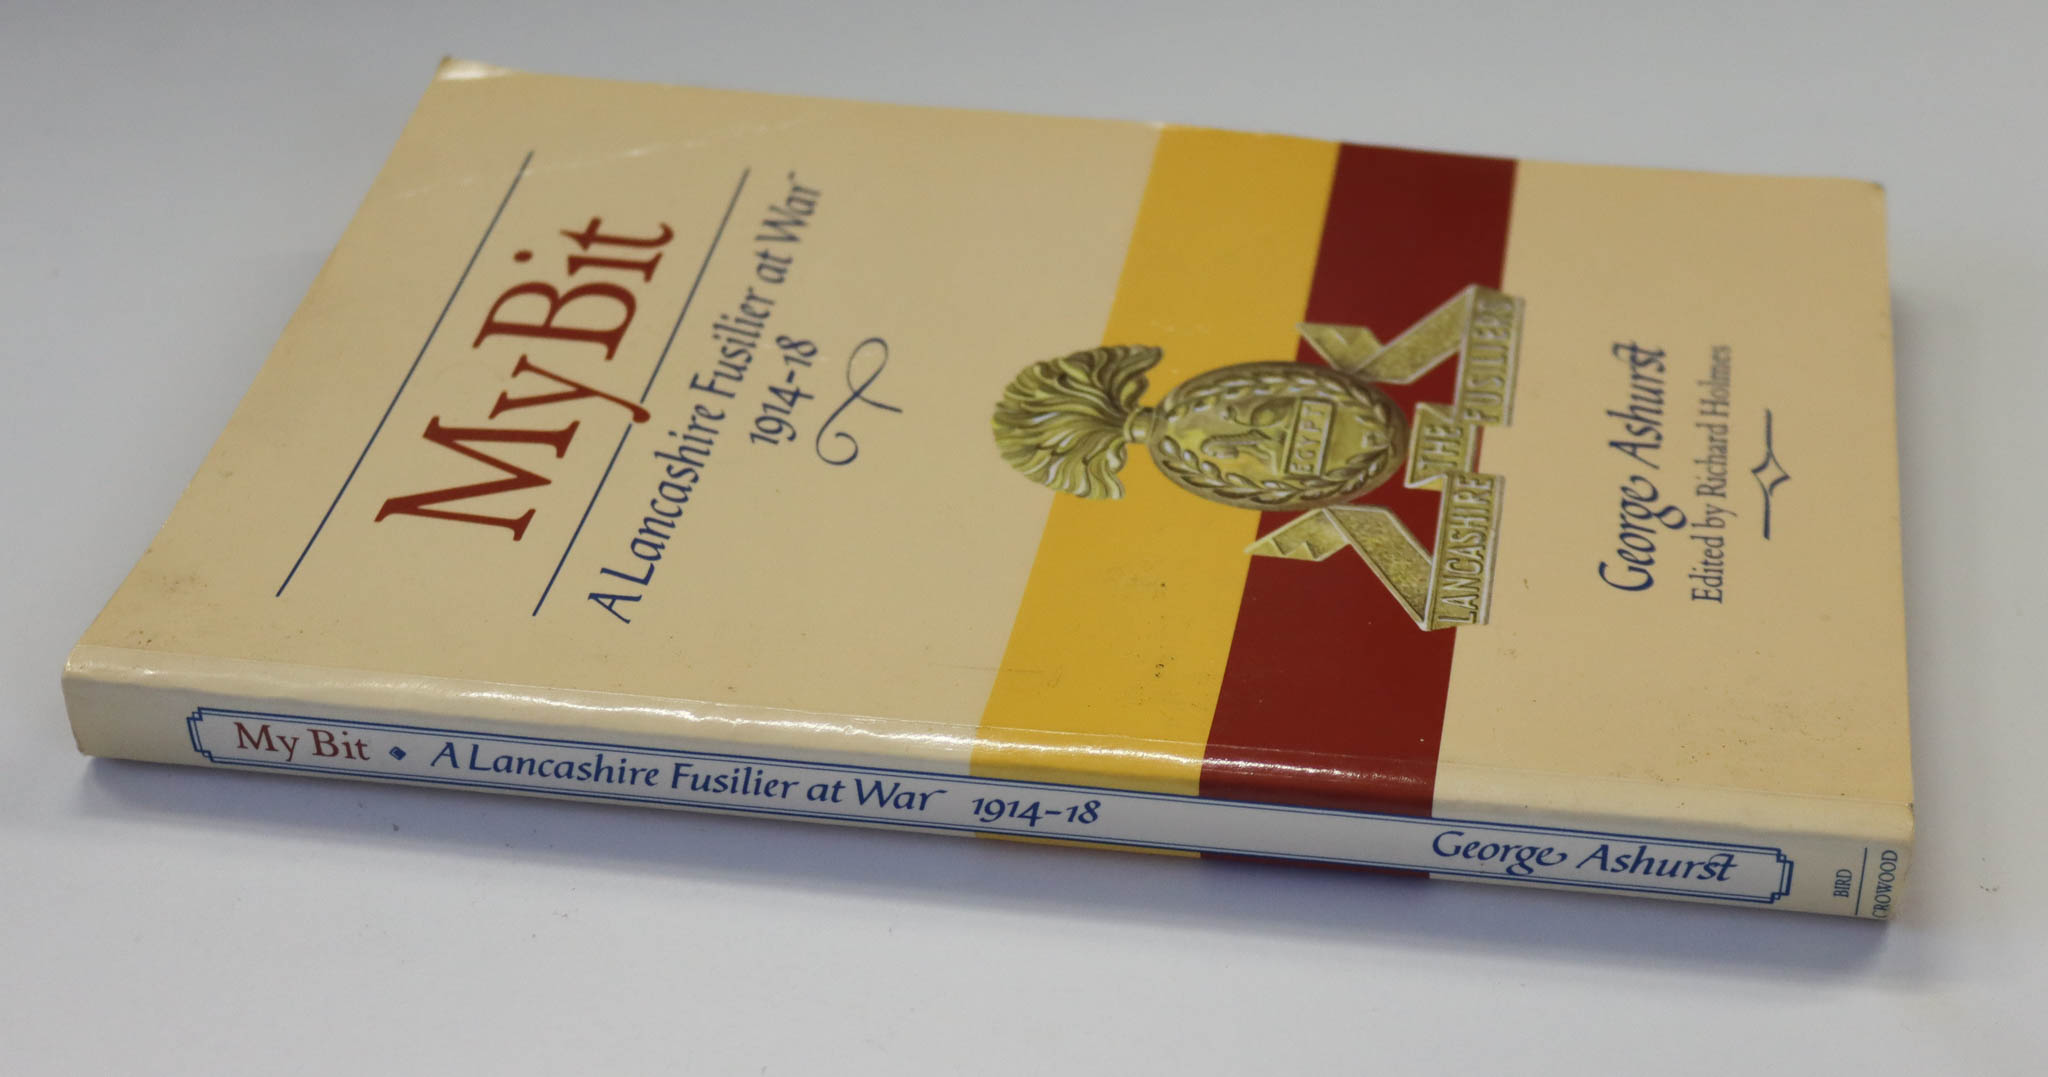 My Bit
A Lancashire Fusilier at War
1914-18
EGYPT
THE
LANCASHIRE FUSILIERS
George Ashurst
Edited by Richard Holmes
My Bit • A Lancashire Fusilier at War 1914-18 George Ashurst
BIRD
CROWOOD